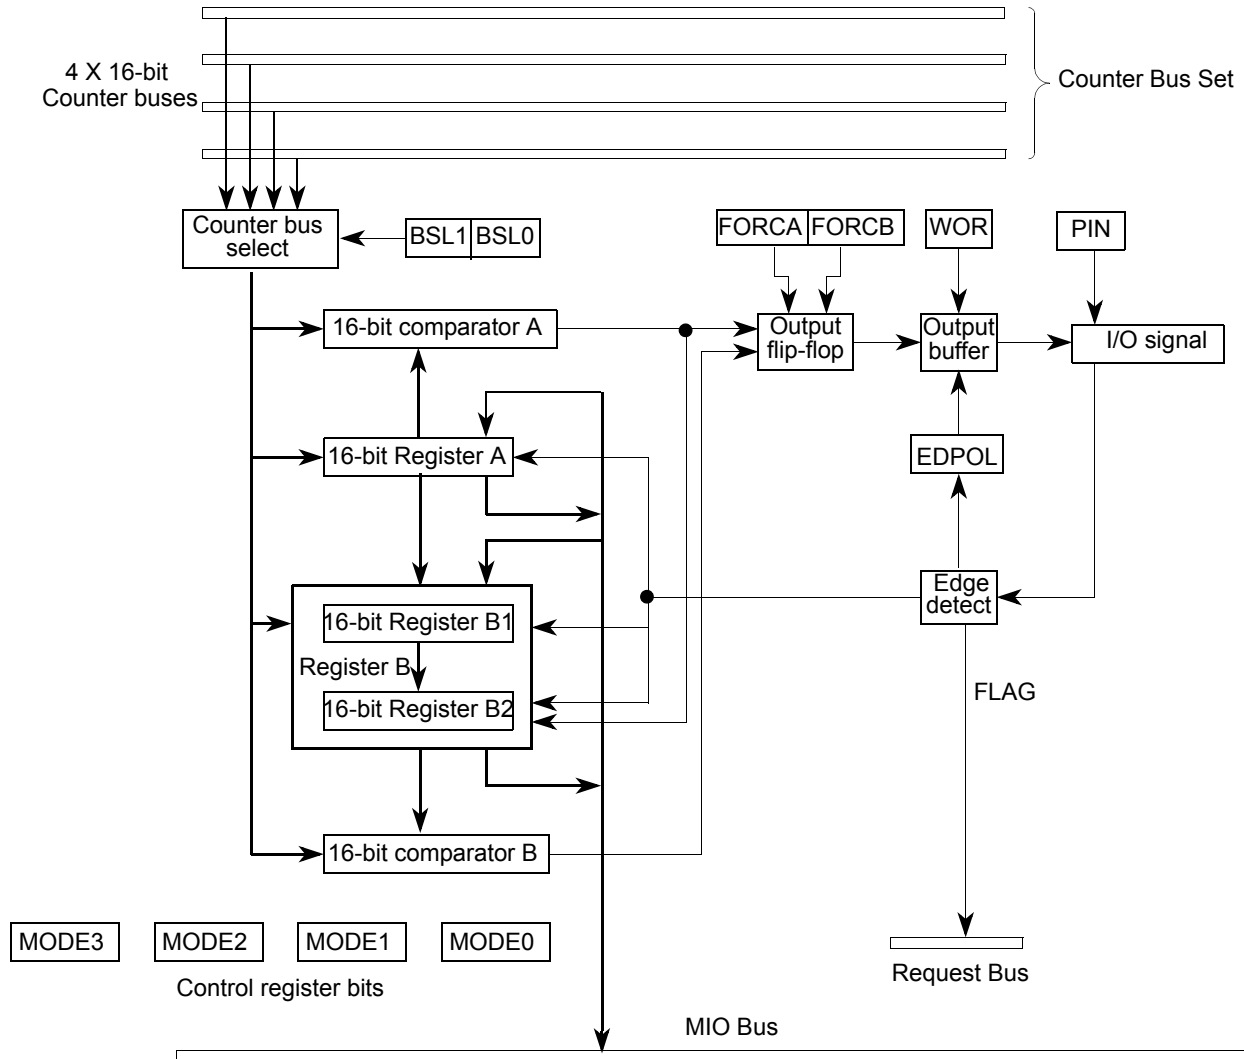 4 X 16-bit
Counter buses
Counter Bus Set
Counter bus
select
BSL1
BSL0
FORCA
FORCB
WOR
PIN
16-bit comparator A
Output
flip-flop
Output
buffer
I/O signal
16-bit Register A
EDPOL
Edge
detect
16-bit Register B1
Register B
16-bit Register B2
FLAG
16-bit comparator B
MODE3
MODE2
MODE1
MODE0
Control register bits
Request Bus
MIO Bus